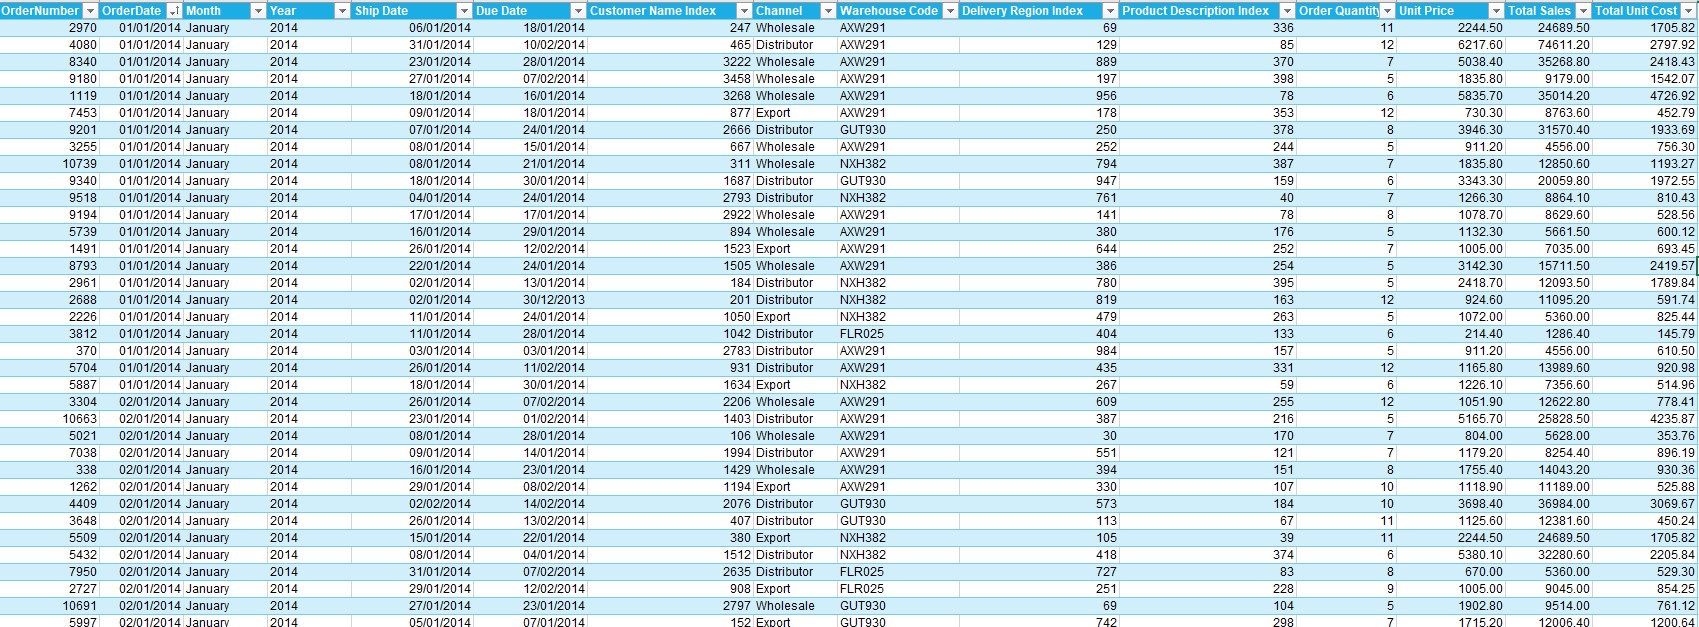 OrderNumber OrderDate Month Year Ship Date Due Date Customer Name Index Channel Warehouse Code Delivery Region Index Product Description Index Order Quantity Unit Price Total Sales Total Unit Cost
2970 01/01/2014 January 2014 06/01/2014 18/01/2014 247 Wholesale AXW291 69 336 11 2244.50 24689.50 1705.82
4080 01/01/2014 January 2014 31/01/2014 10/02/2014 465 Distributor AXW291 129 85 12 6217.60 74611.20 2797.92
8340 01/01/2014 January 2014 23/01/2014 28/01/2014 3222 Wholesale AXW291 889 370 7 5038.40 35268.80 2418.43
9180 01/01/2014 January 2014 27/01/2014 07/02/2014 3458 Wholesale AXW291 197 398 5 1835.80 9179.00 1542.07
1119 01/01/2014 January 2014 18/01/2014 16/01/2014 3268 Wholesale AXW291 956 78 6 5835.70 35014.20 4726.92
7453 01/01/2014 January 2014 09/01/2014 18/01/2014 877 Export AXW291 178 353 12 730.30 8763.60 452.79
9201 01/01/2014 January 2014 07/01/2014 24/01/2014 2666 Distributor GUT930 250 378 8 3946.30 31570.40 1933.69
3255 01/01/2014 January 2014 08/01/2014 15/01/2014 667 Wholesale AXW291 252 244 5 911.20 4556.00 756.30
10739 01/01/2014 January 2014 08/01/2014 21/01/2014 311 Wholesale NXH382 794 387 7 1835.80 12850.60 1193.27
9340 01/01/2014 January 2014 18/01/2014 30/01/2014 1687 Distributor GUT930 947 159 6 3343.30 20059.80 1972.55
9518 01/01/2014 January 2014 04/01/2014 24/01/2014 2793 Distributor NXH382 761 40 7 1266.30 8864.10 810.43
9194 01/01/2014 January 2014 17/01/2014 17/01/2014 2922 Wholesale AXW291 141 78 8 1078.70 8629.60 528.56
5739 01/01/2014 January 2014 16/01/2014 29/01/2014 894 Wholesale AXW291 380 176 5 1132.30 5661.50 600.12
1491 01/01/2014 January 2014 26/01/2014 12/02/2014 1523 Export AXW291 644 252 7 1005.00 7035.00 693.45
8793 01/01/2014 January 2014 22/01/2014 24/01/2014 1505 Wholesale AXW291 386 254 5 3142.30 15711.50 2419.57
2961 01/01/2014 January 2014 02/01/2014 13/01/2014 184 Distributor NXH382 780 395 5 2418.70 12093.50 1789.84
2688 01/01/2014 January 2014 02/01/2014 30/12/2013 201 Distributor NXH382 819 163 12 924.60 11095.20 591.74
2226 01/01/2014 January 2014 11/01/2014 24/01/2014 1050 Export NXH382 479 263 5 1072.00 5360.00 825.44
3812 01/01/2014 January 2014 11/01/2014 28/01/2014 1042 Distributor FLR025 404 133 6 214.40 1286.40 145.79
370 01/01/2014 January 2014 03/01/2014 03/01/2014 2783 Distributor AXW291 984 157 5 911.20 4556.00 610.50
5704 01/01/2014 January 2014 26/01/2014 11/02/2014 931 Distributor AXW291 435 331 12 1165.80 13989.60 920.98
5887 01/01/2014 January 2014 18/01/2014 30/01/2014 1634 Export NXH382 267 59 6 1226.10 7356.60 514.96
3304 02/01/2014 January 2014 26/01/2014 07/02/2014 2206 Wholesale AXW291 609 255 12 1051.90 12622.80 778.41
10663 02/01/2014 January 2014 23/01/2014 01/02/2014 1403 Distributor AXW291 387 216 5 5165.70 25828.50 4235.87
5021 02/01/2014 January 2014 08/01/2014 28/01/2014 106 Wholesale AXW291 30 170 7 804.00 5628.00 353.76
7038 02/01/2014 January 2014 09/01/2014 14/01/2014 1994 Distributor AXW291 551 121 7 1179.20 8254.40 896.19
338 02/01/2014 January 2014 16/01/2014 23/01/2014 1429 Wholesale AXW291 394 151 8 1755.40 14043.20 930.36
1262 02/01/2014 January 2014 29/01/2014 08/02/2014 1194 Export AXW291 330 107 10 1118.90 11189.00 525.88
4409 02/01/2014 January 2014 02/02/2014 14/02/2014 2076 Distributor GUT930 573 184 10 3698.40 36984.00 3069.67
3648 02/01/2014 January 2014 26/01/2014 13/02/2014 407 Distributor GUT930 113 67 11 1125.60 12381.60 450.24
5509 02/01/2014 January 2014 15/01/2014 22/01/2014 380 Export NXH382 105 39 11 2244.50 24689.50 1705.82
5432 02/01/2014 January 2014 08/01/2014 04/01/2014 1512 Distributor NXH382 418 374 6 5380.10 32280.60 2205.84
7950 02/01/2014 January 2014 31/01/2014 07/02/2014 2635 Distributor FLR025 727 83 8 670.00 5360.00 529.30
2727 02/01/2014 January 2014 29/01/2014 12/02/2014 908 Export FLR025 251 228 9 1005.00 9045.00 854.25
10691 02/01/2014 January 2014 27/01/2014 23/01/2014 2797 Wholesale GUT930 69 104 5 1902.80 9514.00 761.12
5997 02/01/2014 January 2014 05/01/2014 07/01/2014 152 Export GUT930 742 298 7 1715.20 12006.40 1200.64